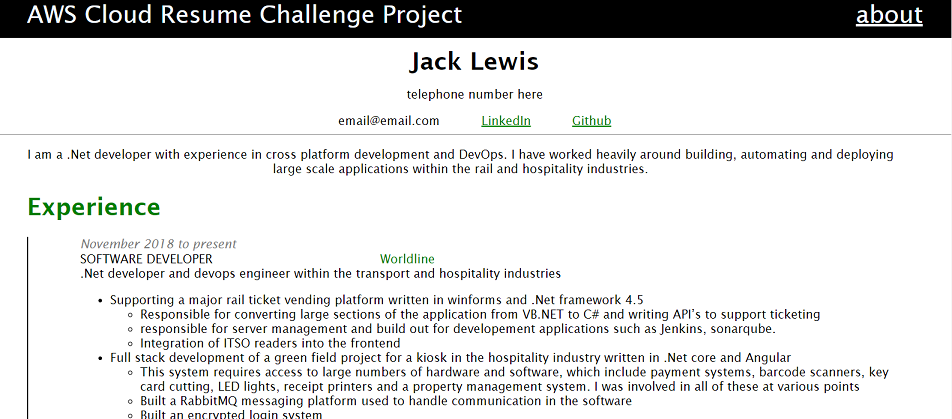 AWS Cloud Resume Challenge Project about
Jack Lewis
telephone number here
email@email.com LinkedIn Github
I am a .Net developer with experience in cross platform development and DevOps. I have worked heavily around building, automating and deploying
large scale applications within the rail and hospitality industries.
Experience
November 2018 to present
SOFTWARE DEVELOPER Worldline
.Net developer and devops engineer within the transport and hospitality industries
• Supporting a major rail ticket vending platform written in winforms and .Net framework 4.5
◦ Responsible for converting large sections of the application from VB.NET to C# and writing API's to support ticketing
◦ responsible for server management and build out for developement applications such as Jenkins, sonarqube.
◦ Integration of ITSO readers into the frontend
• Full stack development of a green field project for a kiosk in the hospitality industry written in .Net core and Angular
◦ This system requires access to large numbers of hardware and software, which include payment systems, barcode scanners, key
card cutting, LED lights, receipt printers and a property management system. I was involved in all of these at various points
◦ Built a RabbitMQ messaging platform used to handle communication in the software
◦ Built an encrypted login system